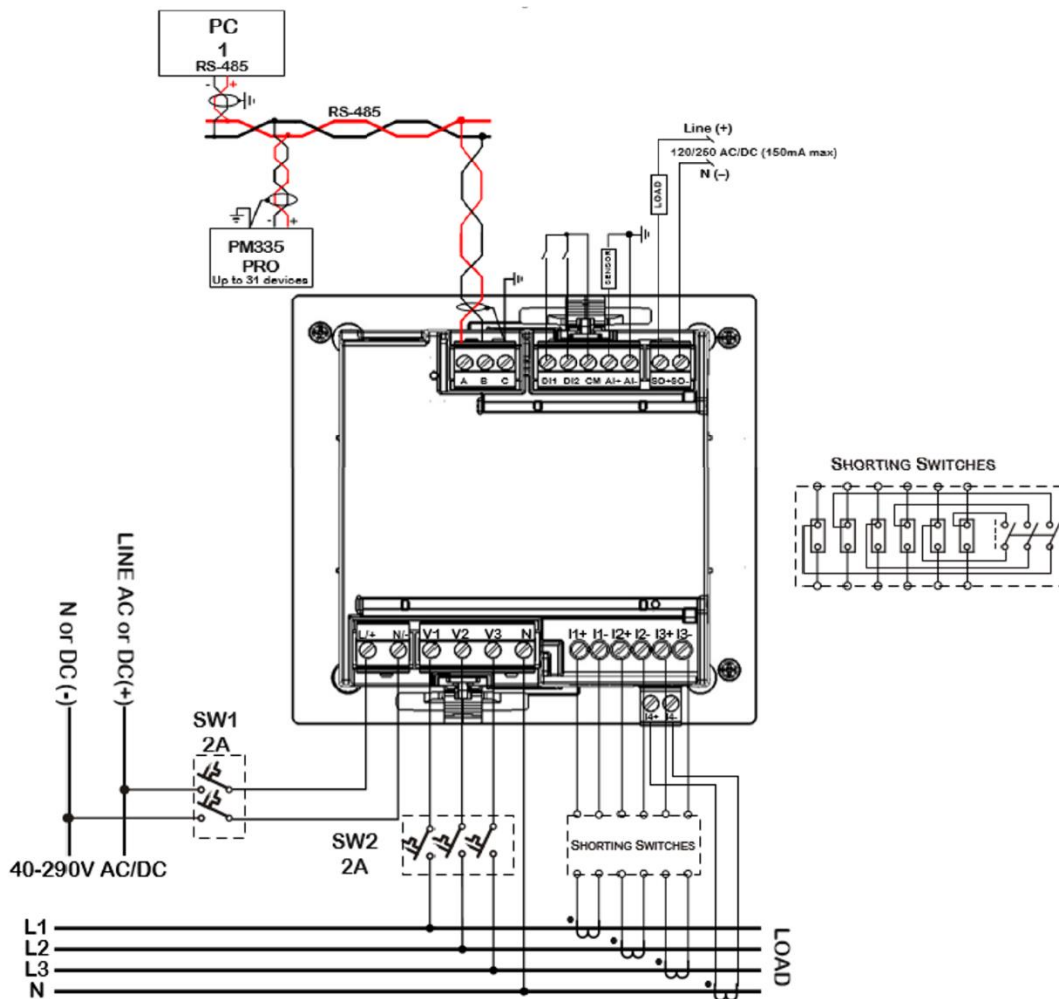 PC
1
RS-485
- +
RS-485
Line (+)
120/250 AC/DC (150mA max)
N (–)
LOAD
- +
PM335
PRO
Up to 31 devices
SENSOR
A B C
DI1 DI2 CM AI+ AI- SO+ SO-
SHORTING SWITCHES
N or DC (-)
LINE AC or DC(+)
L/+ N/- V1 V2 V3 N I1+ I1- I2+ I2- I3+ I3-
I4+ I4-
SW1
2A
SW2
2A
SHORTING SWITCHES
40-290V AC/DC
L1
L2
L3
N
LOAD